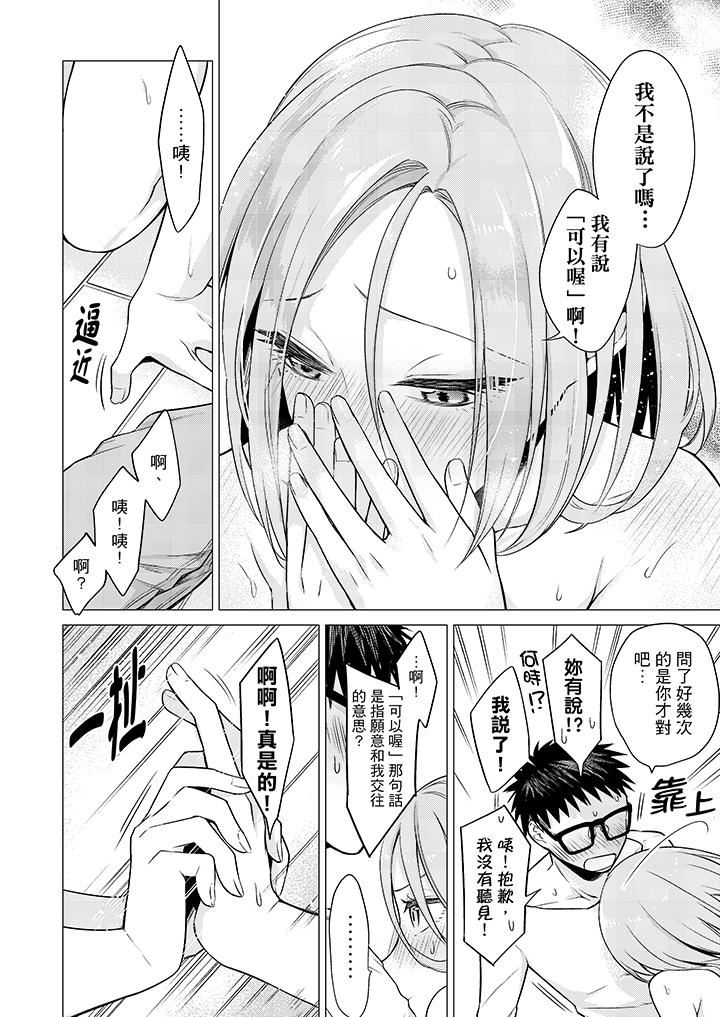 我不是說了嗎…
我有說
「可以喔」啊！
……咦！
逼近
啊、
咦！咦！
啊？
問了好幾次
的是你才對
吧…
靠上
妳有說!?
何時!?
我說了！
咦！抱歉，
我沒有聽見！
…啊！
「可以喔」那句話
是指願意和我交往
的意思？
………
啊啊！真是的！
一扯